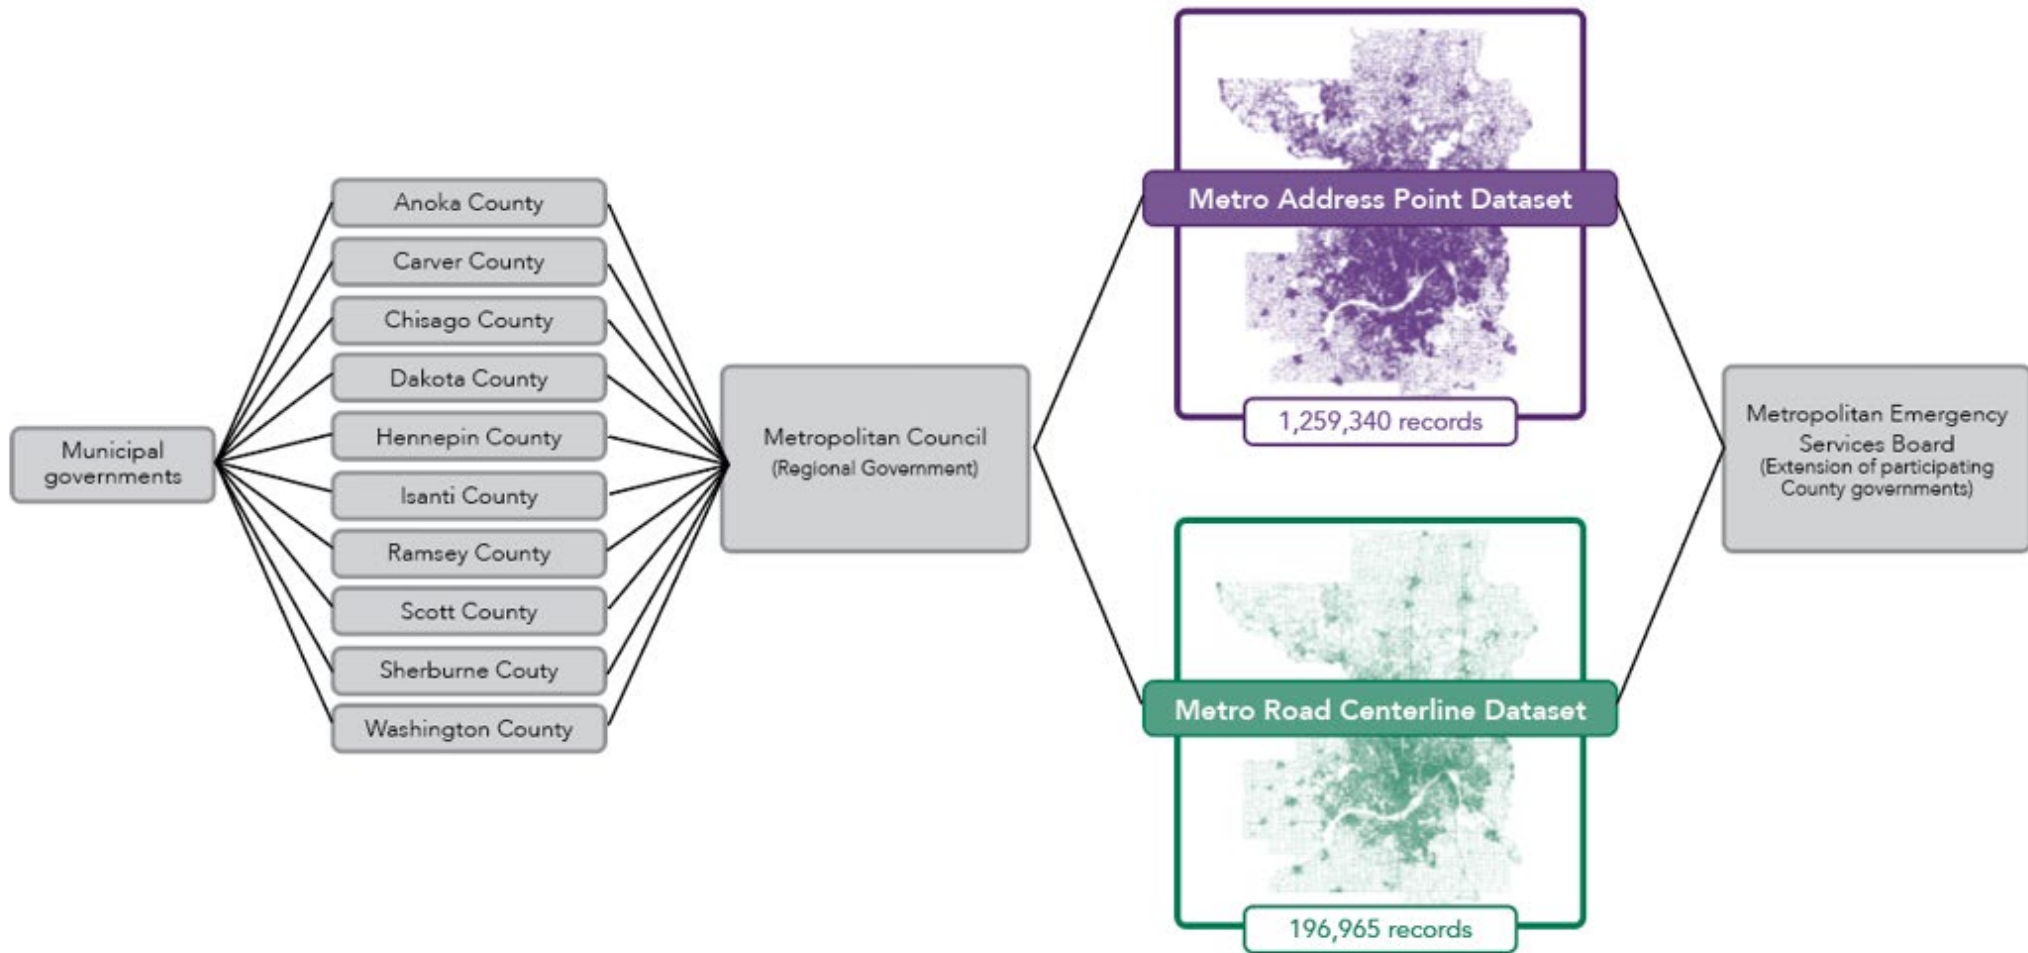 Municipal
governments
Anoka County
Carver County
Chisago County
Dakota County
Hennepin County
Isanti County
Ramsey County
Scott County
Sherburne Couty
Washington County
Metropolitan Council
(Regional Government)
Metro Address Point Dataset
1,259,340 records
Metro Road Centerline Dataset
196,965 records
Metropolitan Emergency
Services Board
(Extension of participating
County governments)